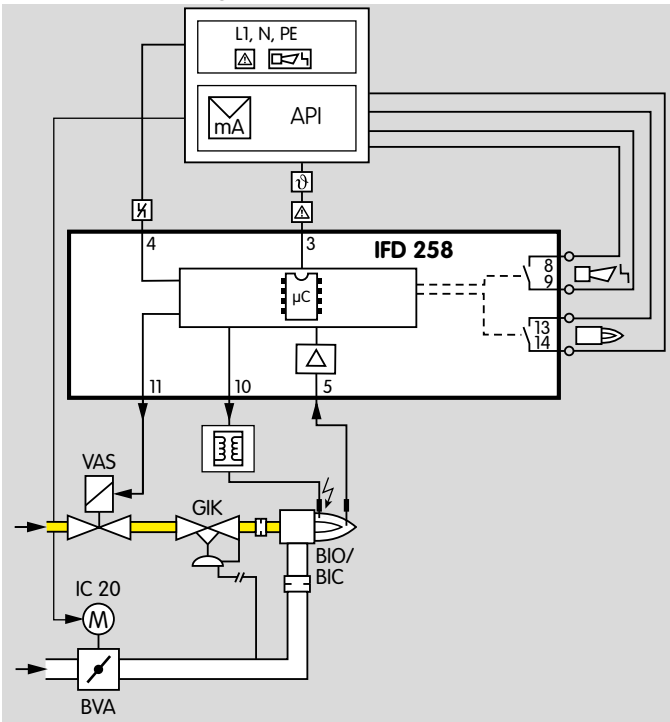 L1, N, PE
mA
API
ϑ
4
3
IFD 258
8
9
µC
13
14
11
10
5
VAS
GIK
BIO/
BIC
IC 20
M
BVA